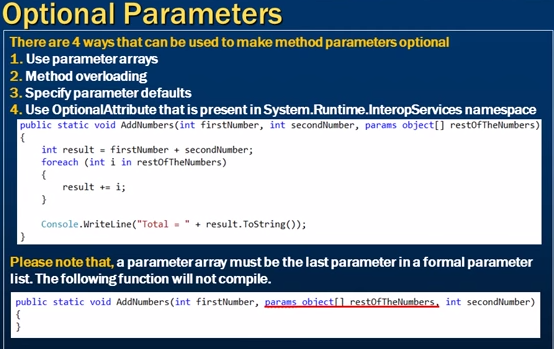 Optional Parameters
There are 4 ways that can be used to make method parameters optional
1. Use parameter arrays
2. Method overloading
3. Specify parameter defaults
4. Use OptionalAttribute that is present in System.Runtime.InteropServices namespace
public static void AddNumbers(int firstNumber, int secondNumber, params object[] restOfTheNumbers)
{
    int result = firstNumber + secondNumber;
    foreach (int i in restOfTheNumbers)
    {
        result += i;
    }
    Console.WriteLine("Total = " + result.ToString());
}
Please note that, a parameter array must be the last parameter in a formal parameter
list. The following function will not compile.
public static void AddNumbers(int firstNumber, params object[] restOfTheNumbers, int secondNumber)
{
}